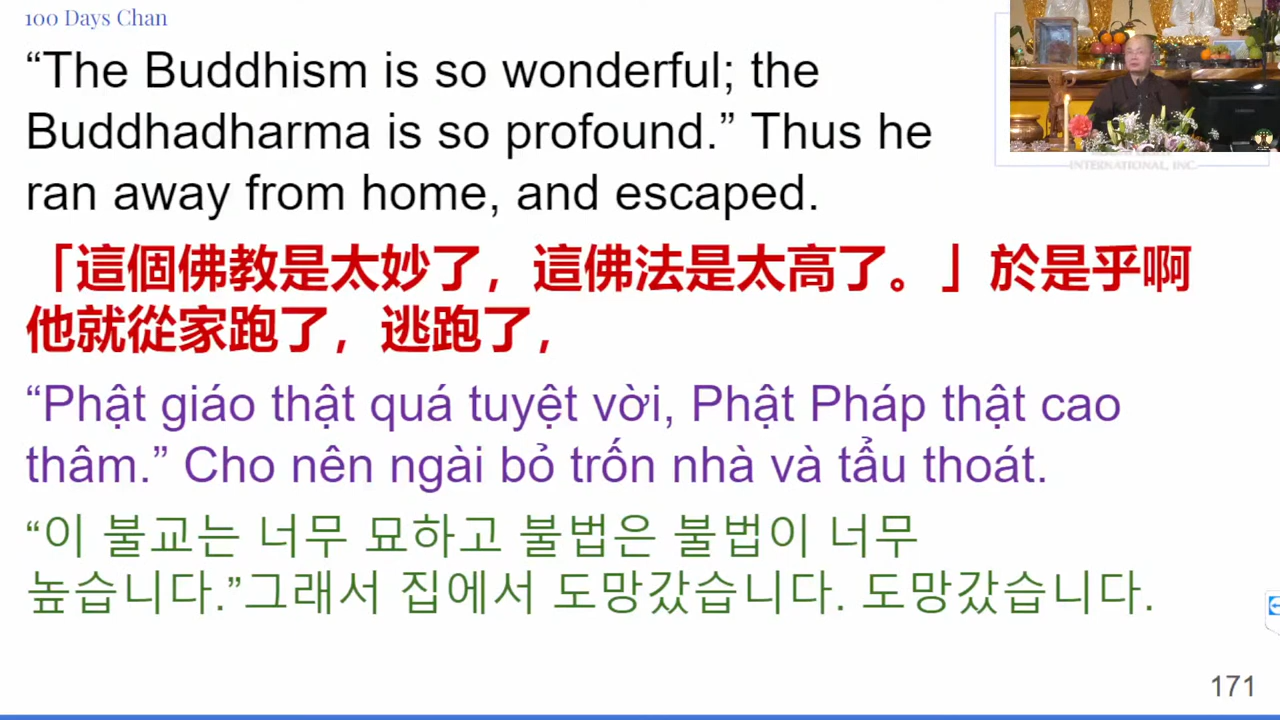 100 Days Chan
“The Buddhism is so wonderful; the
Buddhadharma is so profound.” Thus he
ran away from home, and escaped.
「這個佛教是太妙了，這佛法是太高了。」於是乎啊
他就從家跑了，逃跑了，
“Phật giáo thật quá tuyệt vời, Phật Pháp thật cao
thâm.” Cho nên ngài bỏ trốn nhà và tẩu thoát.
“이 불교는 너무 묘하고 불법은 불법이 너무
높습니다.”그래서 집에서 도망갔습니다. 도망갔습니다.
INTERNATIONAL, INC.
171